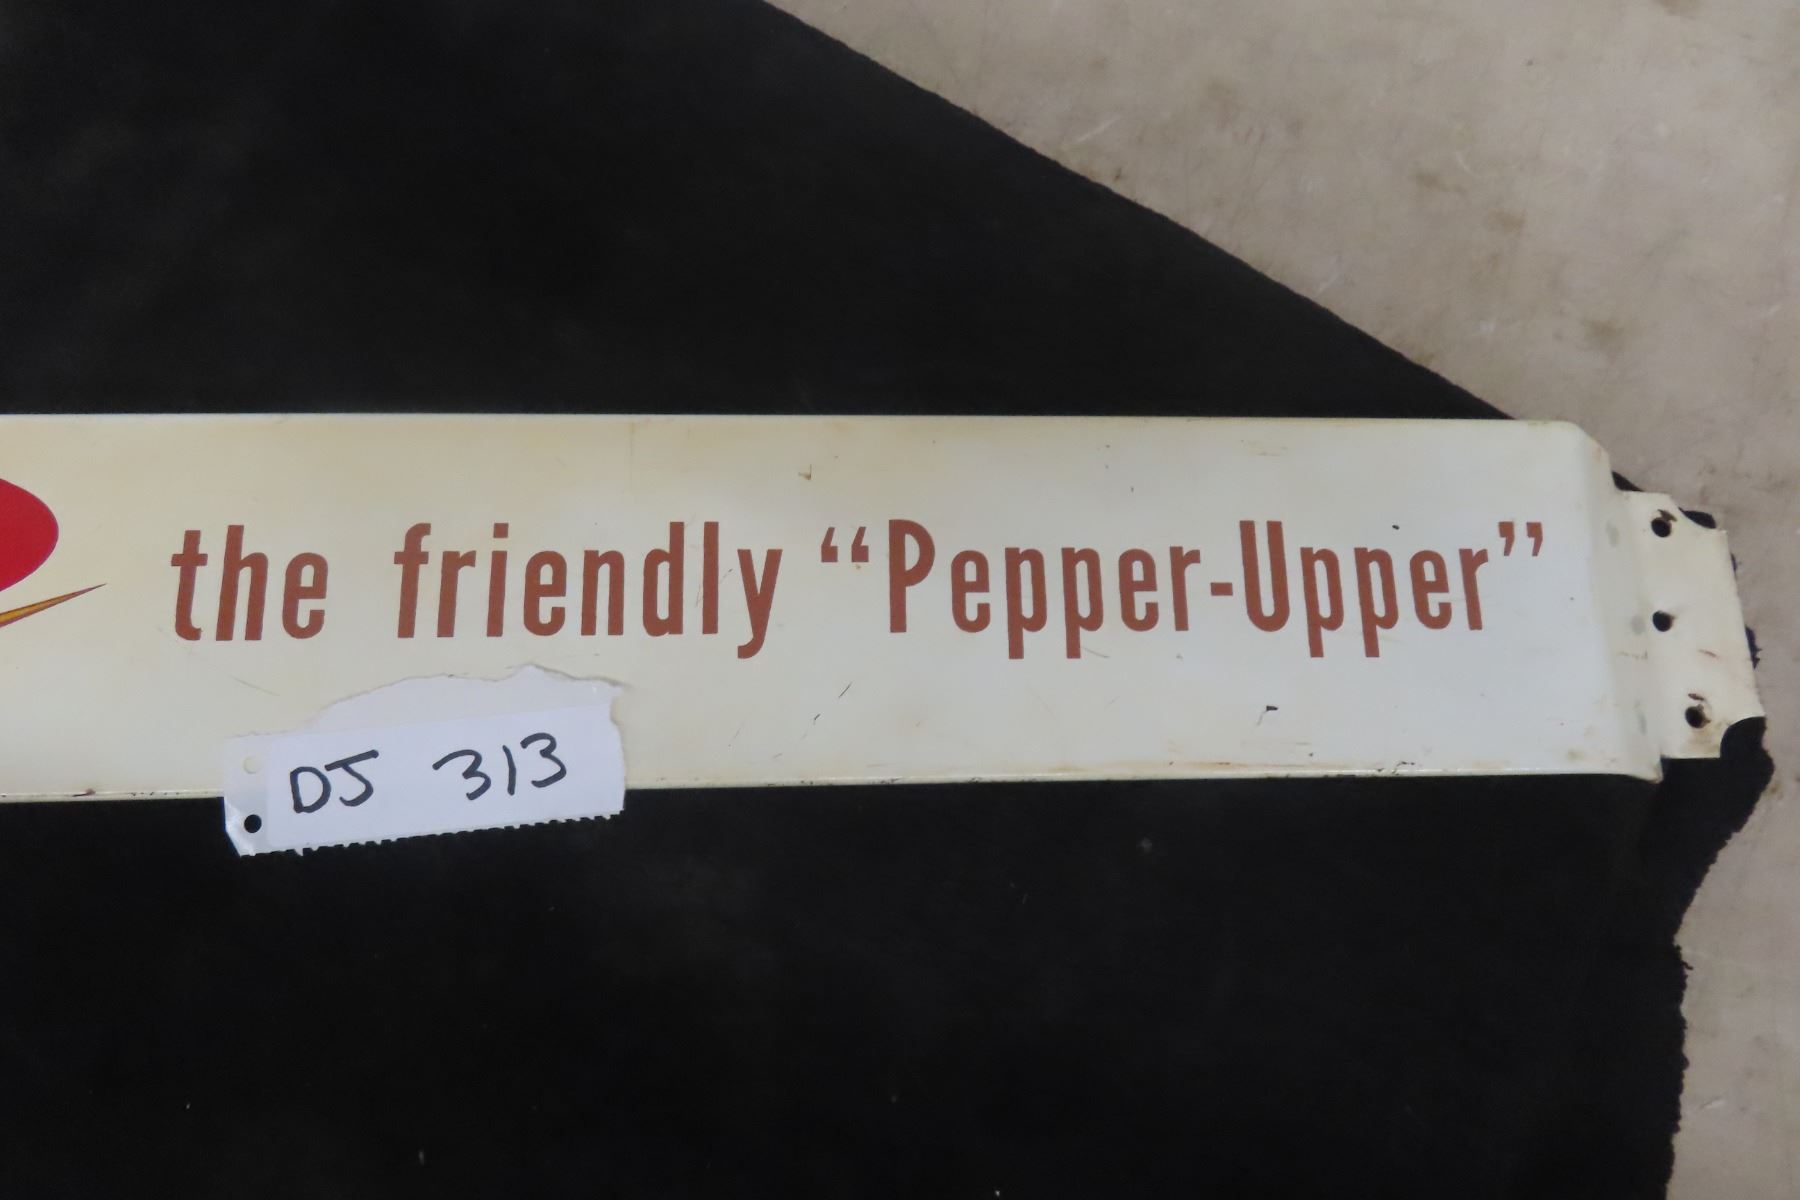 the friendly “Pepper-Upper”
DJ 313